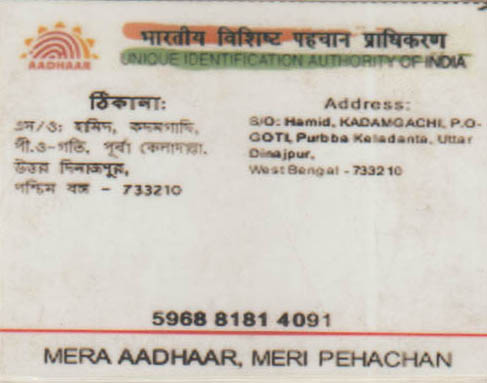 भारतीय विशिष्ट पहचान प्राधिकरण
UNIQUE IDENTIFICATION AUTHORITY OF INDIA
AADHAAR
ঠিকানা:
এস/ও: হমিদ, কদমগাছি,
পী.ও-গতি, পূর্বা কেলাদান্তা,
উত্তর দিনাজপুর,
পশ্চিম বঙ্গ - 733210
Address:
S/O: Hamid, KADAMGACHI, P.O-
GOTI, Purbba Keladanta, Uttar
Dinajpur,
West Bengal - 733210
5968 8181 4091
MERA AADHAAR, MERI PEHACHAN